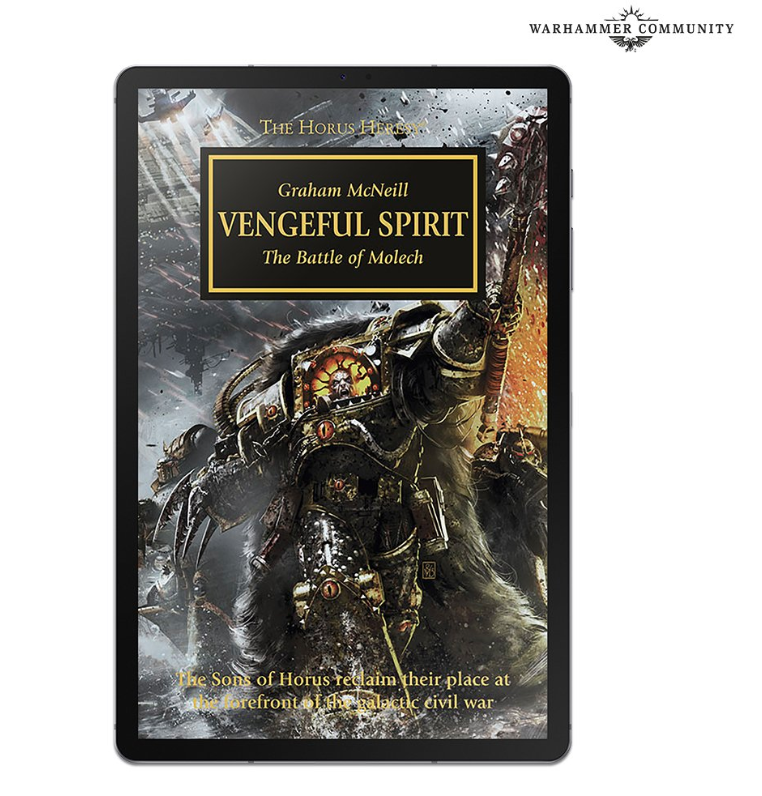 WARHAMMER COMMUNITY
THE HORUS HERESY
Graham McNeill
VENGEFUL SPIRIT
The Battle of Molech
The Sons of Horus reclaim their place at
the forefront of the galactic civil war